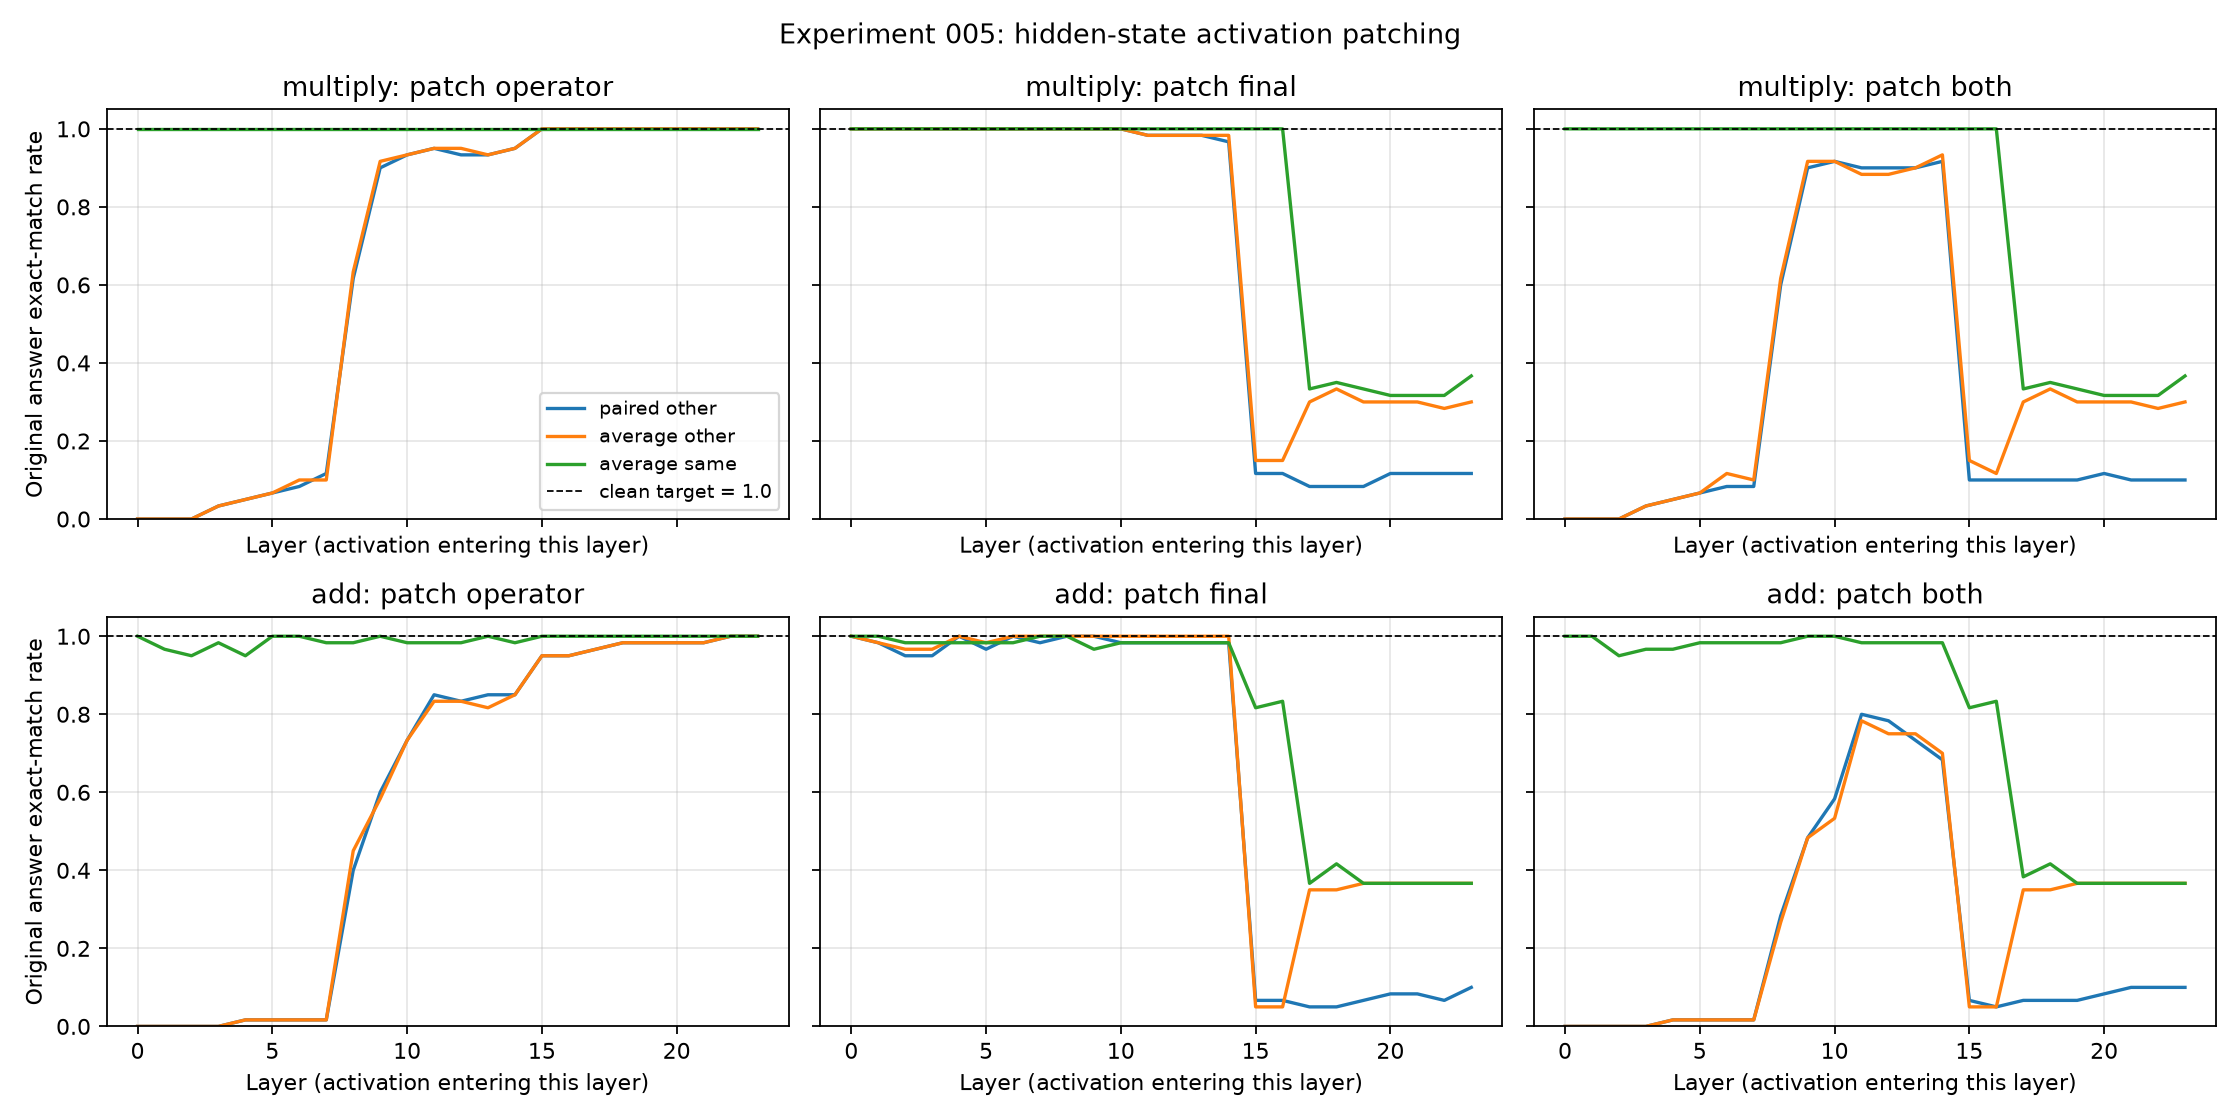 Experiment 005: hidden-state activation patching
multiply: patch operator
multiply: patch final
multiply: patch both
Original answer exact-match rate
1.0
0.8
0.6
0.4
0.2
0.0
paired other
average other
average same
clean target = 1.0
Layer (activation entering this layer)
Layer (activation entering this layer)
Layer (activation entering this layer)
add: patch operator
add: patch final
add: patch both
Original answer exact-match rate
1.0
0.8
0.6
0.4
0.2
0.0
0 5 10 15 20
0 5 10 15 20
0 5 10 15 20
Layer (activation entering this layer)
Layer (activation entering this layer)
Layer (activation entering this layer)